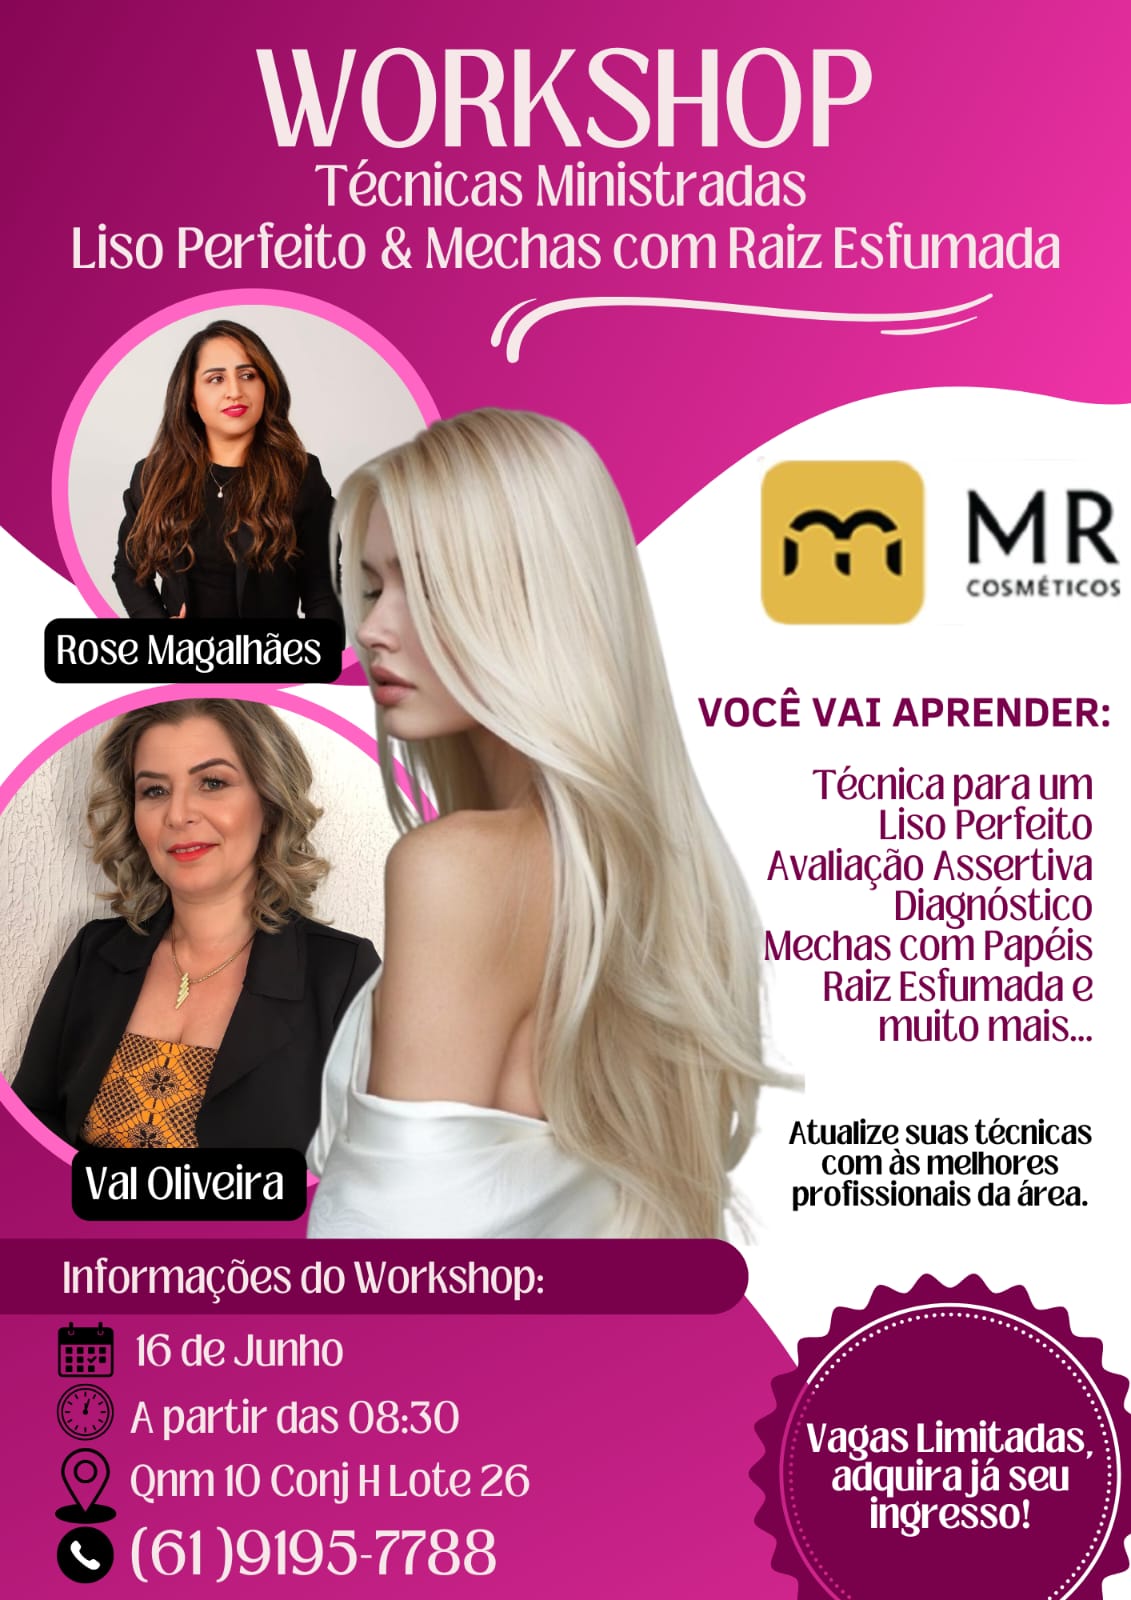 WORKSHOP
Técnicas Ministradas
Liso Perfeito & Mechas com Raiz Esfumada
Rose Magalhães
MR
COSMÉTICOS
VOCÊ VAI APRENDER:
Técnica para um
Liso Perfeito
Avaliação Assertiva
Diagnóstico
Mechas com Papéis
Raiz Esfumada e
muito mais...
Val Oliveira
Atualize suas técnicas
com às melhores
profissionais da área.
Informações do Workshop:
16 de Junho
A partir das 08:30
Qnm 10 Conj H Lote 26
(61 )9195-7788
Vagas Limitadas,
adquira já seu
ingresso!